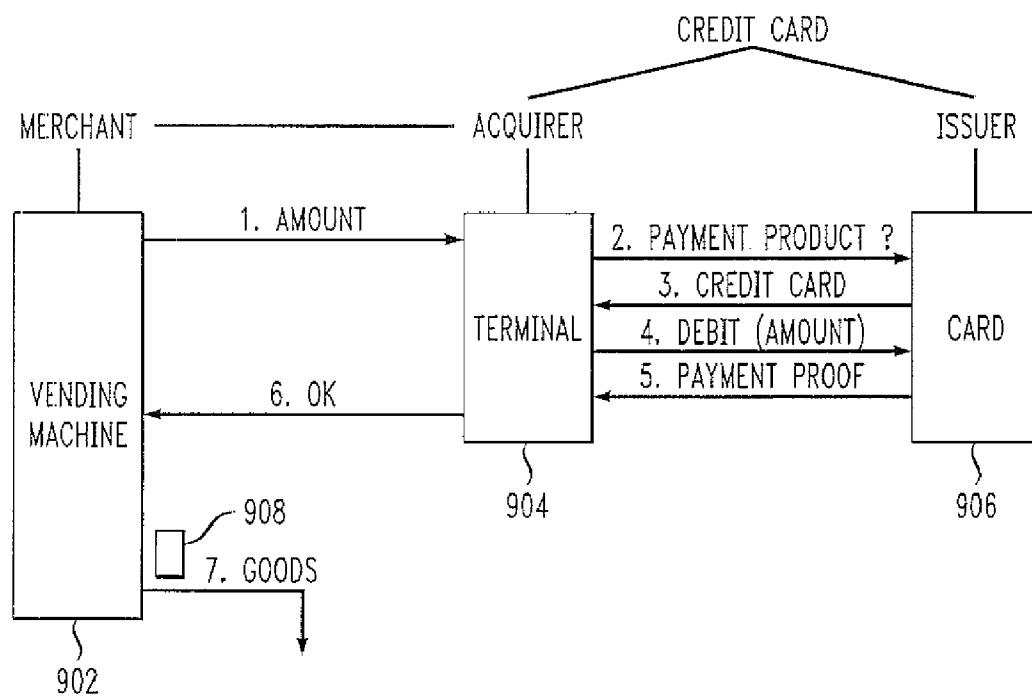 CREDIT CARD
MERCHANT
ACQUIRER
ISSUER
1. AMOUNT
2. PAYMENT PRODUCT ?
3. CREDIT CARD
TERMINAL
CARD
4. DEBIT (AMOUNT)
5. PAYMENT PROOF
6. OK
VENDING
MACHINE
904
906
908
7. GOODS
902